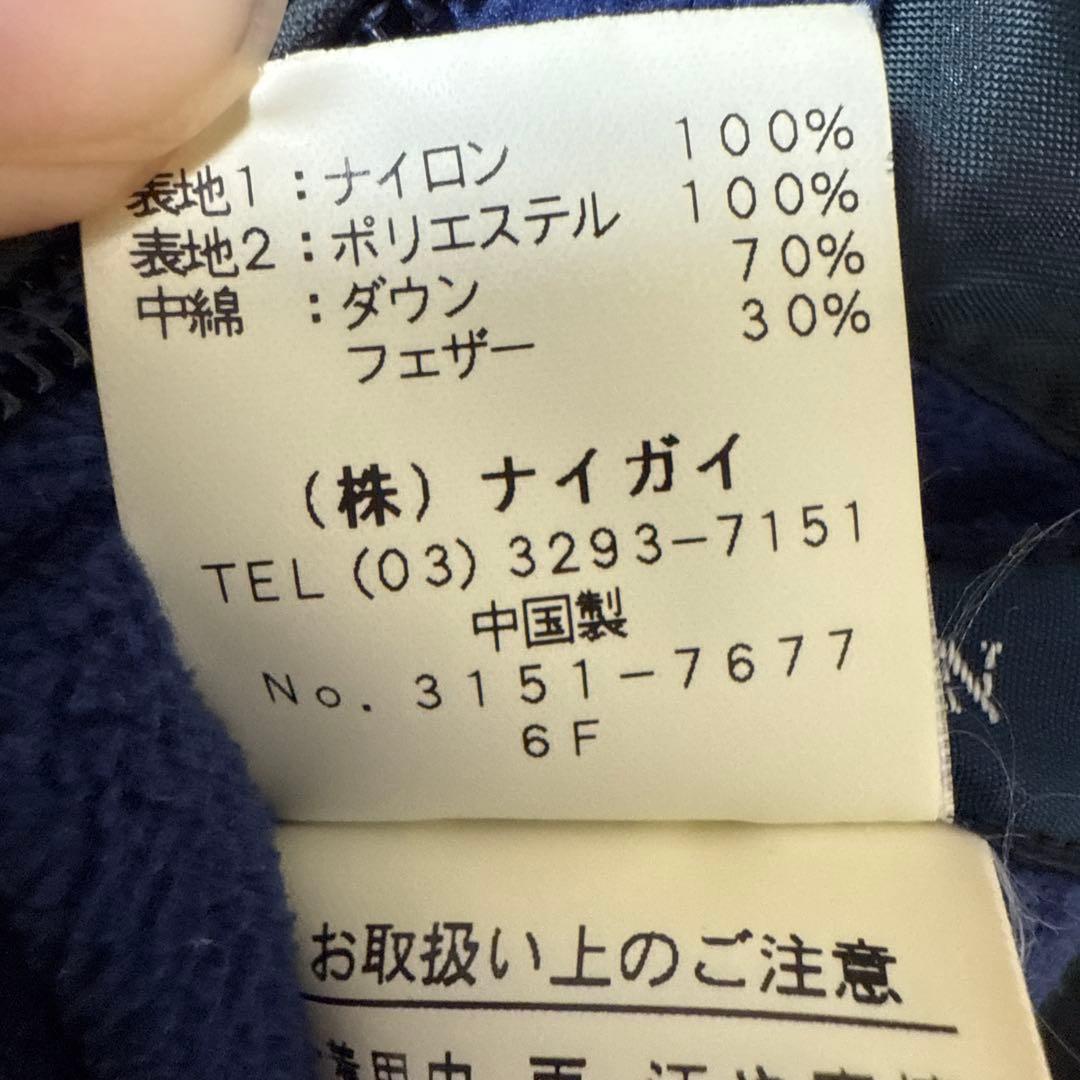 表地1：ナイロン 100%
表地2：ポリエステル 100%
中綿 ：ダウン 70%
フェザー 30%
(株)ナイガイ
TEL(03)3293-7151
中国製
No.3151-7677
6F
お取扱い上のご注意